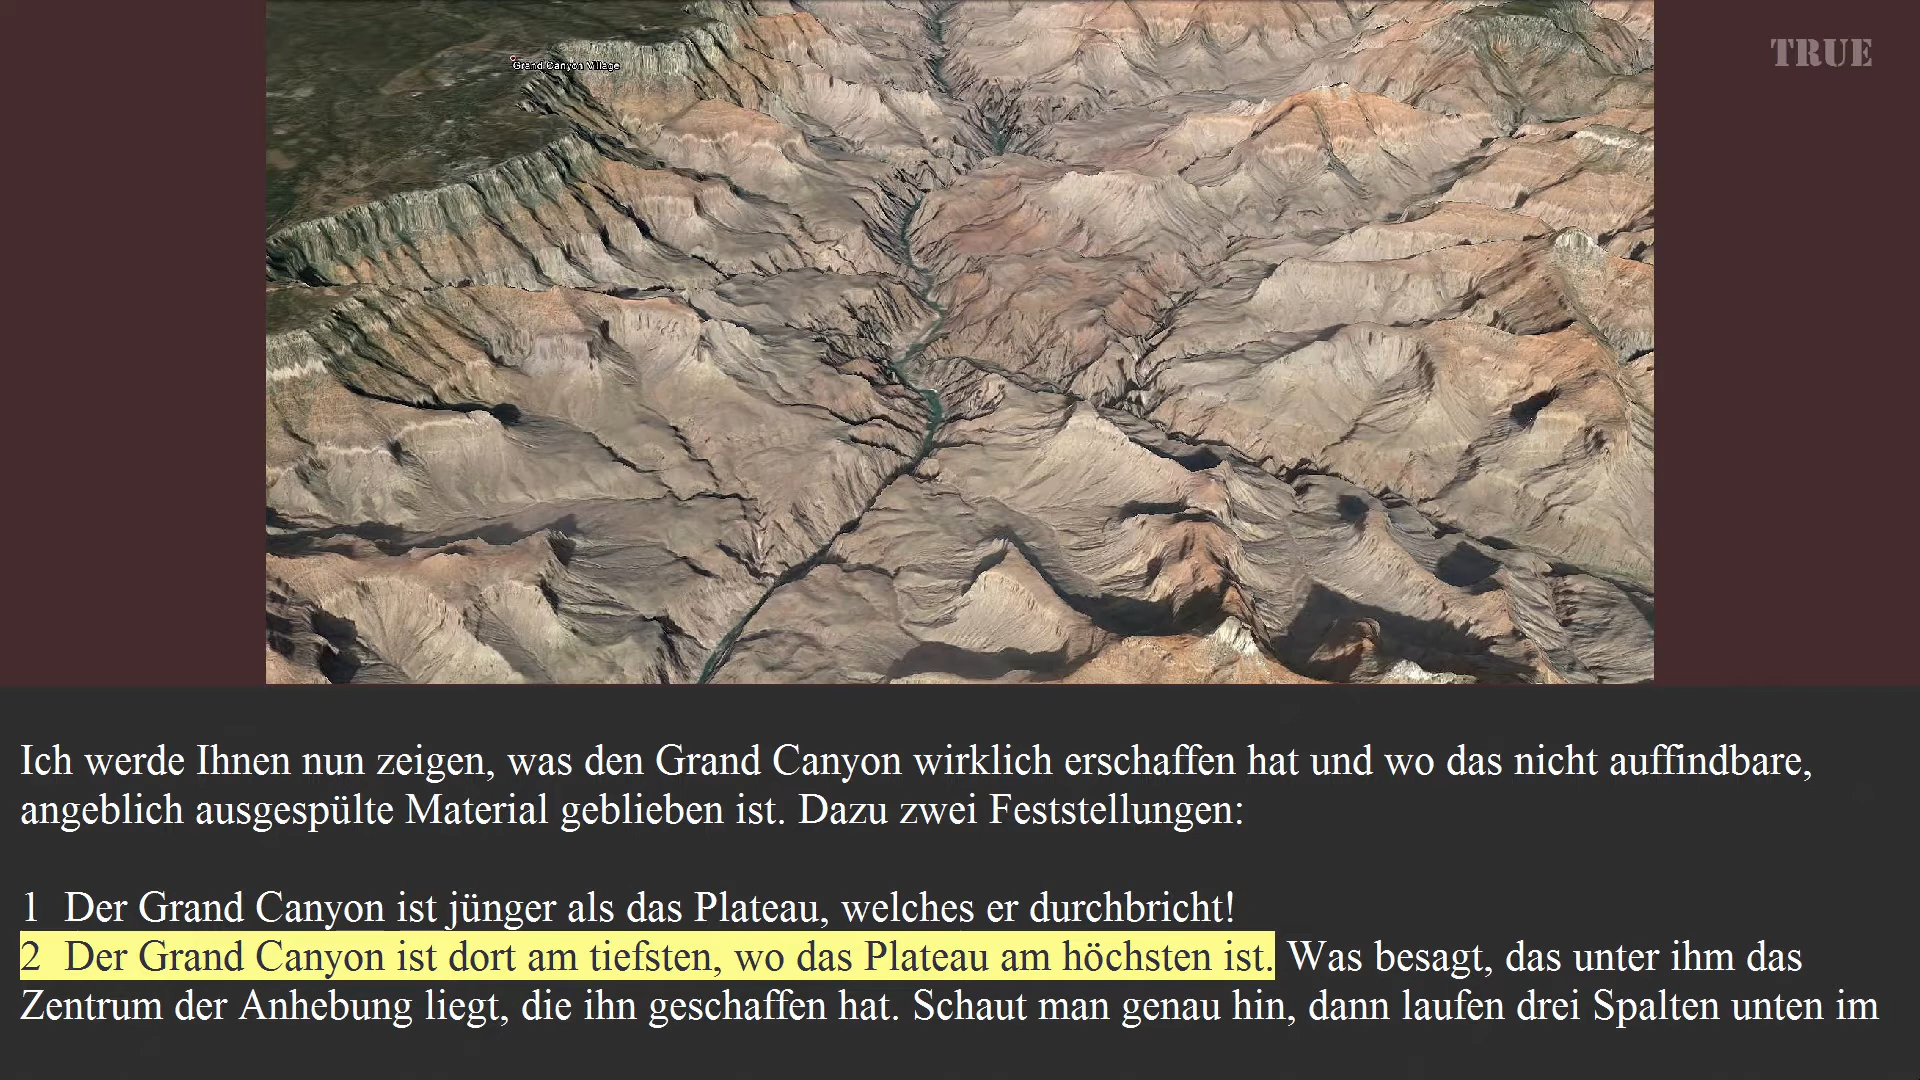 Grand Canyon Village
TRUE
Ich werde Ihnen nun zeigen, was den Grand Canyon wirklich erschaffen hat und wo das nicht auffindbare,
angeblich ausgespülte Material geblieben ist. Dazu zwei Feststellungen:
1 Der Grand Canyon ist jünger als das Plateau, welches er durchbricht!
2 Der Grand Canyon ist dort am tiefsten, wo das Plateau am höchsten ist. Was besagt, das unter ihm das
Zentrum der Anhebung liegt, die ihn geschaffen hat. Schaut man genau hin, dann laufen drei Spalten unten im